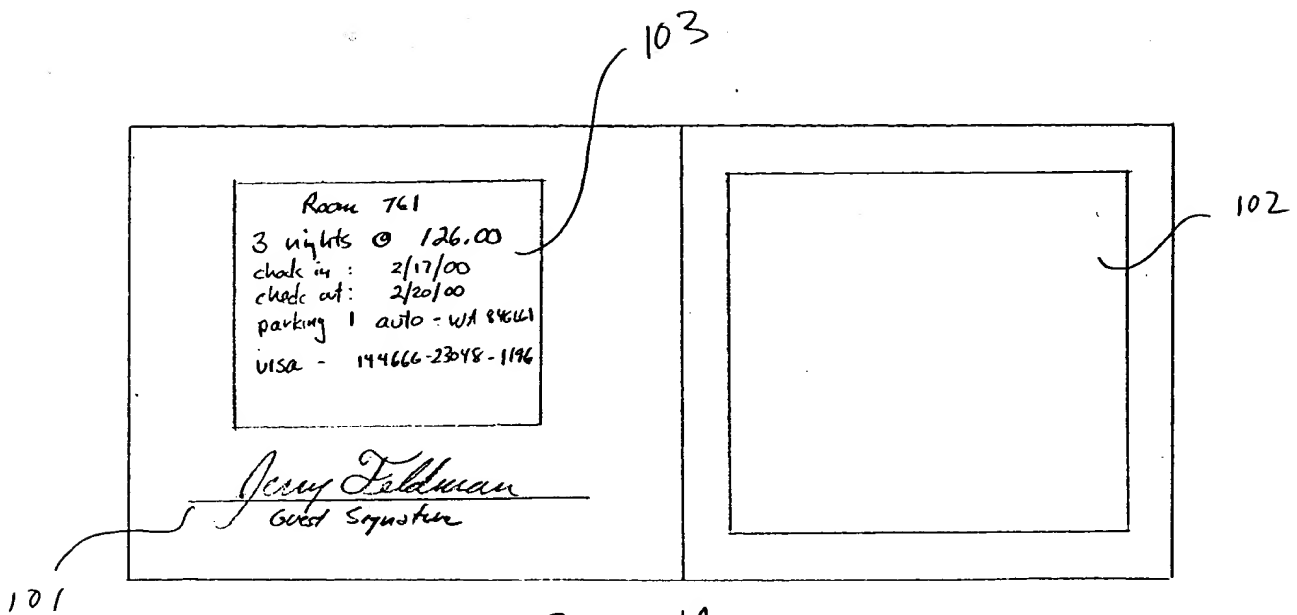 103
Room 761
3 nights @ 126.00
102
check in : 2/17/00
check out : 2/20/00
parking 1 auto - WA
visa - 144666-23048-1196
Jerry Feldman
Guest Signature
101